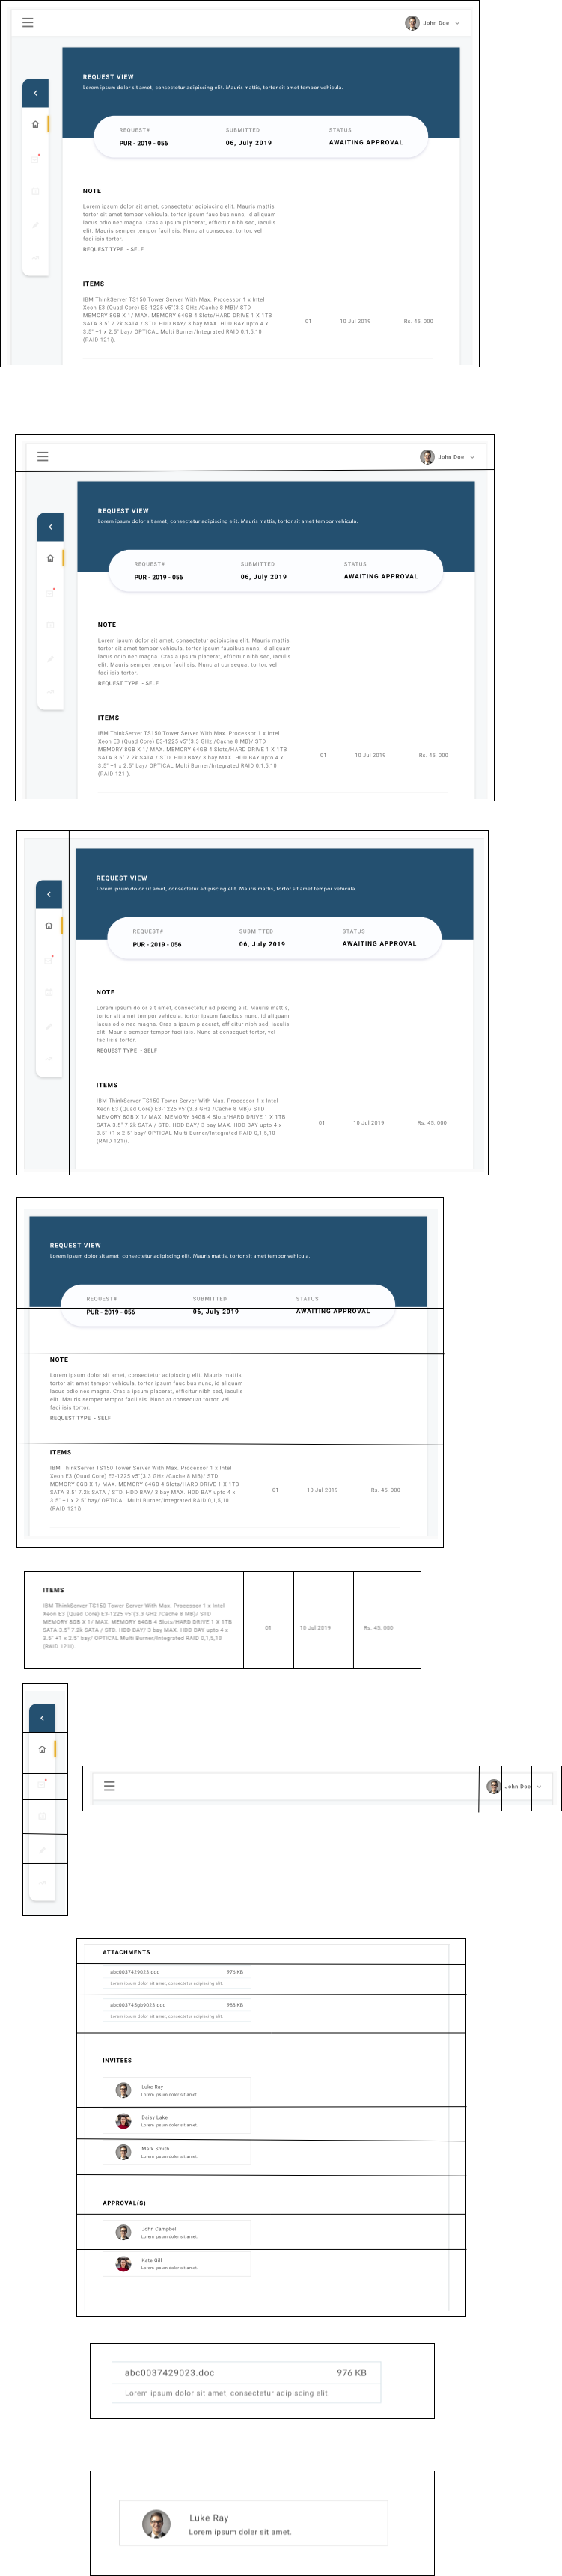 John Doe
REQUEST VIEW
Lorem ipsum dolor sit amet, consectetur adipiscing elit. Mauris mattis, tortor sit amet tempor vehicula.
REQUEST# SUBMITTED STATUS
PUR - 2019 - 056 06, July 2019 AWAITING APPROVAL
NOTE
Lorem ipsum dolor sit amet, consectetur adipiscing elit. Mauris mattis,
tortor sit amet tempor vehicula, tortor ipsum faucibus nunc, id aliquam
lacus odio nec magna. Cras a ipsum placerat, efficitur nibh sed, iaculis
elit. Mauris semper tempor facilisis. Nunc at consequat tortor, vel
facilisis tortor.
REQUEST TYPE - SELF
ITEMS
IBM ThinkServer TS150 Tower Server With Max. Processor 1 x Intel
Xeon E3 (Quad Core) E3-1225 v5"(3.3 GHz /Cache 8 MB)/ STD
MEMORY 8GB X 1/ MAX. MEMORY 64GB 4 Slots/HARD DRIVE 1 X 1TB
SATA 3.5" 7.2k SATA / STD. HDD BAY/ 3 bay MAX. HDD BAY upto 4 x 01 10 Jul 2019 Rs. 45, 000
3.5" +1 x 2.5" bay/ OPTICAL Multi Burner/Integrated RAID 0,1,5,10
(RAID 121i).
John Doe
REQUEST VIEW
Lorem ipsum dolor sit amet, consectetur adipiscing elit. Mauris mattis, tortor sit amet tempor vehicula.
REQUEST# SUBMITTED STATUS
PUR - 2019 - 056 06, July 2019 AWAITING APPROVAL
NOTE
Lorem ipsum dolor sit amet, consectetur adipiscing elit. Mauris mattis,
tortor sit amet tempor vehicula, tortor ipsum faucibus nunc, id aliquam
lacus odio nec magna. Cras a ipsum placerat, efficitur nibh sed, iaculis
elit. Mauris semper tempor facilisis. Nunc at consequat tortor, vel
facilisis tortor.
REQUEST TYPE - SELF
ITEMS
IBM ThinkServer TS150 Tower Server With Max. Processor 1 x Intel
Xeon E3 (Quad Core) E3-1225 v5"(3.3 GHz /Cache 8 MB)/ STD
MEMORY 8GB X 1/ MAX. MEMORY 64GB 4 Slots/HARD DRIVE 1 X 1TB
SATA 3.5" 7.2k SATA / STD. HDD BAY/ 3 bay MAX. HDD BAY upto 4 x 01 10 Jul 2019 Rs. 45, 000
3.5" +1 x 2.5" bay/ OPTICAL Multi Burner/Integrated RAID 0,1,5,10
(RAID 121i).
REQUEST VIEW
Lorem ipsum dolor sit amet, consectetur adipiscing elit. Mauris mattis, tortor sit amet tempor vehicula.
REQUEST# SUBMITTED STATUS
PUR - 2019 - 056 06, July 2019 AWAITING APPROVAL
NOTE
Lorem ipsum dolor sit amet, consectetur adipiscing elit. Mauris mattis,
tortor sit amet tempor vehicula, tortor ipsum faucibus nunc, id aliquam
lacus odio nec magna. Cras a ipsum placerat, efficitur nibh sed, iaculis
elit. Mauris semper tempor facilisis. Nunc at consequat tortor, vel
facilisis tortor.
REQUEST TYPE - SELF
ITEMS
IBM ThinkServer TS150 Tower Server With Max. Processor 1 x Intel
Xeon E3 (Quad Core) E3-1225 v5"(3.3 GHz /Cache 8 MB)/ STD
MEMORY 8GB X 1/ MAX. MEMORY 64GB 4 Slots/HARD DRIVE 1 X 1TB
SATA 3.5" 7.2k SATA / STD. HDD BAY/ 3 bay MAX. HDD BAY upto 4 x 01 10 Jul 2019 Rs. 45, 000
3.5" +1 x 2.5" bay/ OPTICAL Multi Burner/Integrated RAID 0,1,5,10
(RAID 121i).
REQUEST VIEW
Lorem ipsum dolor sit amet, consectetur adipiscing elit. Mauris mattis, tortor sit amet tempor vehicula.
REQUEST# SUBMITTED STATUS
PUR - 2019 - 056 06, July 2019 AWAITING APPROVAL
NOTE
Lorem ipsum dolor sit amet, consectetur adipiscing elit. Mauris mattis,
tortor sit amet tempor vehicula, tortor ipsum faucibus nunc, id aliquam
lacus odio nec magna. Cras a ipsum placerat, efficitur nibh sed, iaculis
elit. Mauris semper tempor facilisis. Nunc at consequat tortor, vel
facilisis tortor.
REQUEST TYPE - SELF
ITEMS
IBM ThinkServer TS150 Tower Server With Max. Processor 1 x Intel
Xeon E3 (Quad Core) E3-1225 v5"(3.3 GHz /Cache 8 MB)/ STD
MEMORY 8GB X 1/ MAX. MEMORY 64GB 4 Slots/HARD DRIVE 1 X 1TB
SATA 3.5" 7.2k SATA / STD. HDD BAY/ 3 bay MAX. HDD BAY upto 4 x 01 10 Jul 2019 Rs. 45, 000
3.5" +1 x 2.5" bay/ OPTICAL Multi Burner/Integrated RAID 0,1,5,10
(RAID 121i).
ITEMS
IBM ThinkServer TS150 Tower Server With Max. Processor 1 x Intel
Xeon E3 (Quad Core) E3-1225 v5"(3.3 GHz /Cache 8 MB)/ STD
MEMORY 8GB X 1/ MAX. MEMORY 64GB 4 Slots/HARD DRIVE 1 X 1TB
SATA 3.5" 7.2k SATA / STD. HDD BAY/ 3 bay MAX. HDD BAY upto 4 x 01 10 Jul 2019 Rs. 45, 000
3.5" +1 x 2.5" bay/ OPTICAL Multi Burner/Integrated RAID 0,1,5,10
(RAID 121i).
John Doe
ATTACHMENTS
abc0037429023.doc 976 KB
Lorem ipsum dolor sit amet, consectetur adipiscing elit.
abc003745gb9023.doc 988 KB
Lorem ipsum dolor sit amet, consectetur adipiscing elit.
INVITEES
Luke Ray
Lorem ipsum doler sit amet.
Daisy Lake
Lorem ipsum doler sit amet.
Mark Smith
Lorem ipsum doler sit amet.
APPROVAL(S)
John Campbell
Lorem ipsum doler sit amet.
Kate Gill
Lorem ipsum doler sit amet.
abc0037429023.doc 976 KB
Lorem ipsum dolor sit amet, consectetur adipiscing elit.
Luke Ray
Lorem ipsum doler sit amet.